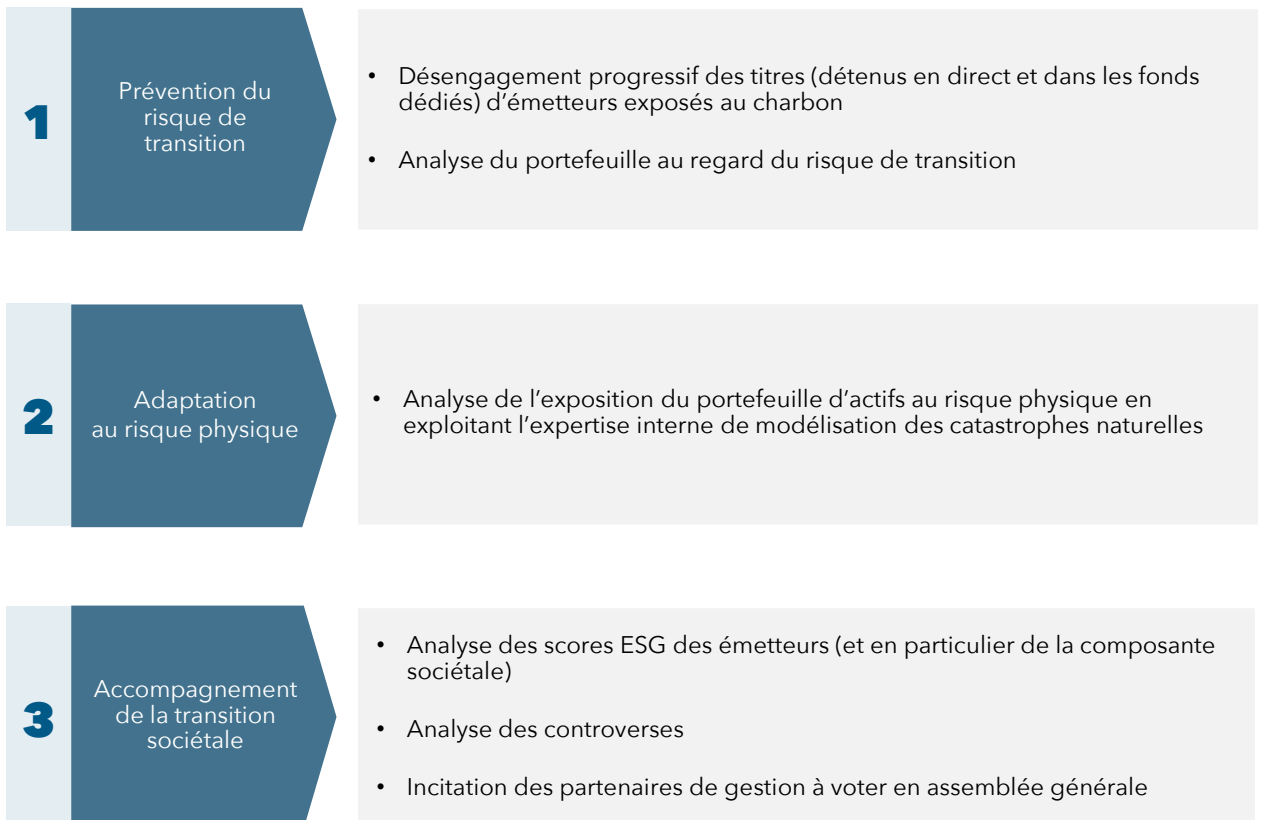 1
Prévention du
risque de
transition
• Désengagement progressif des titres (détenus en direct et dans les fonds
dédiés) d’émetteurs exposés au charbon
• Analyse du portefeuille au regard du risque de transition
2
Adaptation
au risque physique
• Analyse de l’exposition du portefeuille d’actifs au risque physique en
exploitant l’expertise interne de modélisation des catastrophes naturelles
3
Accompagnement
de la transition
sociétale
• Analyse des scores ESG des émetteurs (et en particulier de la composante
sociétale)
• Analyse des controverses
• Incitation des partenaires de gestion à voter en assemblée générale